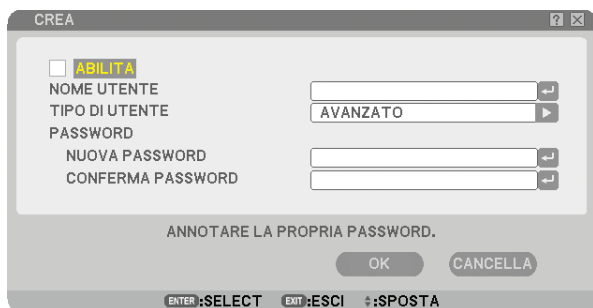 CREA
ABILITA
NOME UTENTE
TIPO DI UTENTE AVANZATO
PASSWORD
NUOVA PASSWORD
CONFERMA PASSWORD
ANNOTARE LA PROPRIA PASSWORD.
OK CANCELLA
ENTER :SELECT EXIT :ESCI :SPOSTA